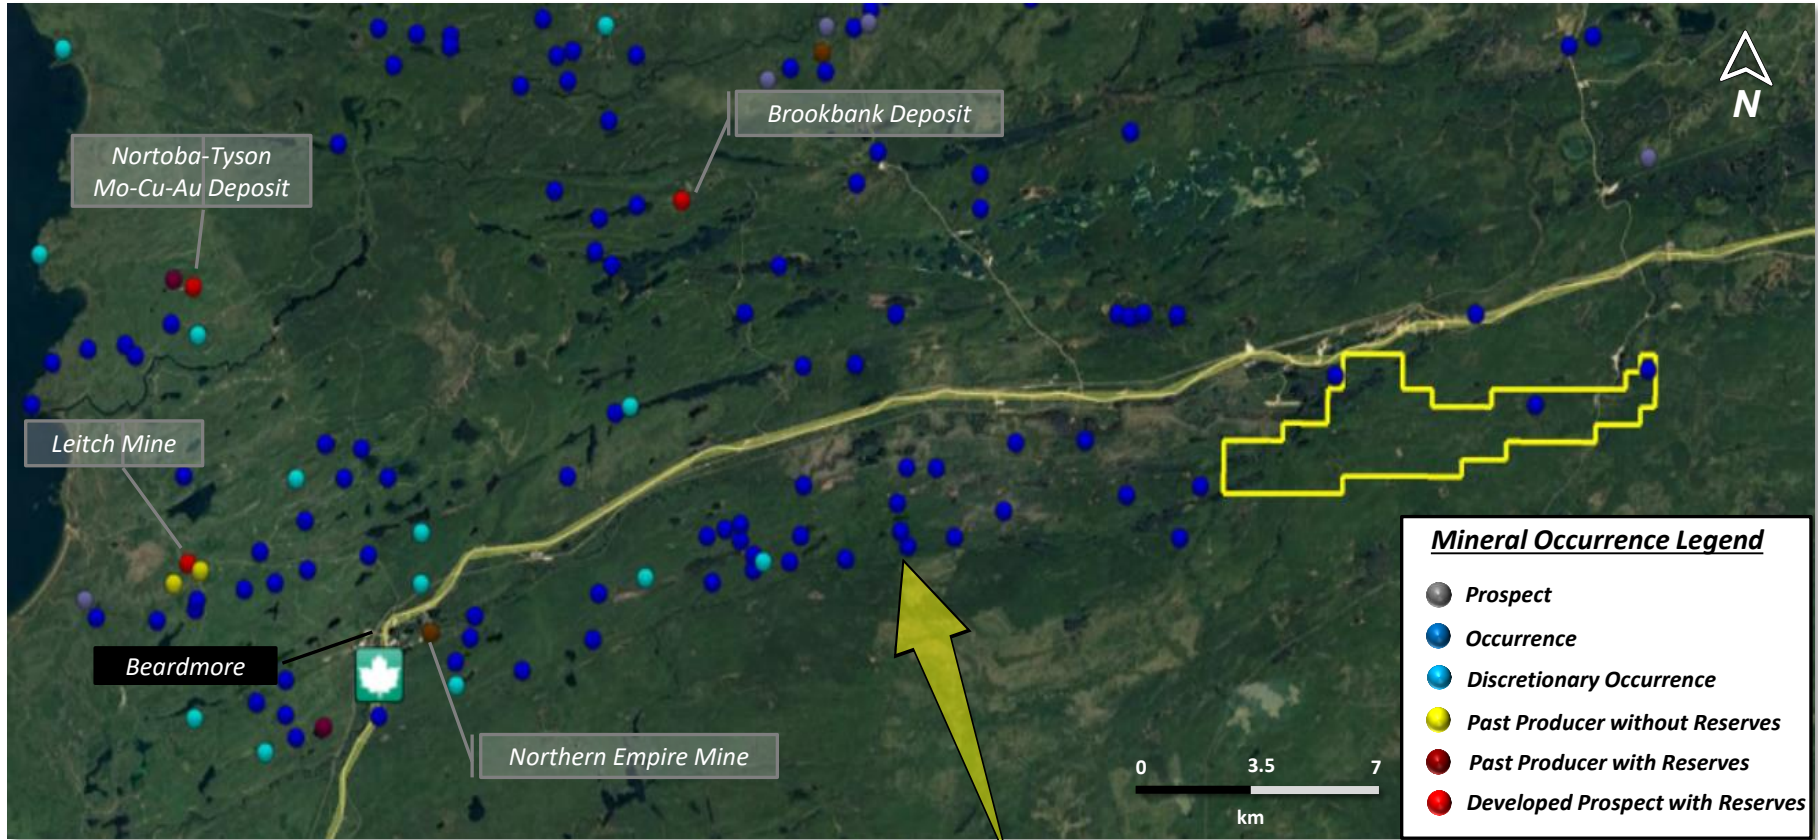 N
Brookbank Deposit
Nortoba-Tyson
Mo-Cu-Au Deposit
Leitch Mine
Beardmore
Northern Empire Mine
0 3.5 7
km
Mineral Occurrence Legend
Prospect
Occurrence
Discretionary Occurrence
Past Producer without Reserves
Past Producer with Reserves
Developed Prospect with Reserves